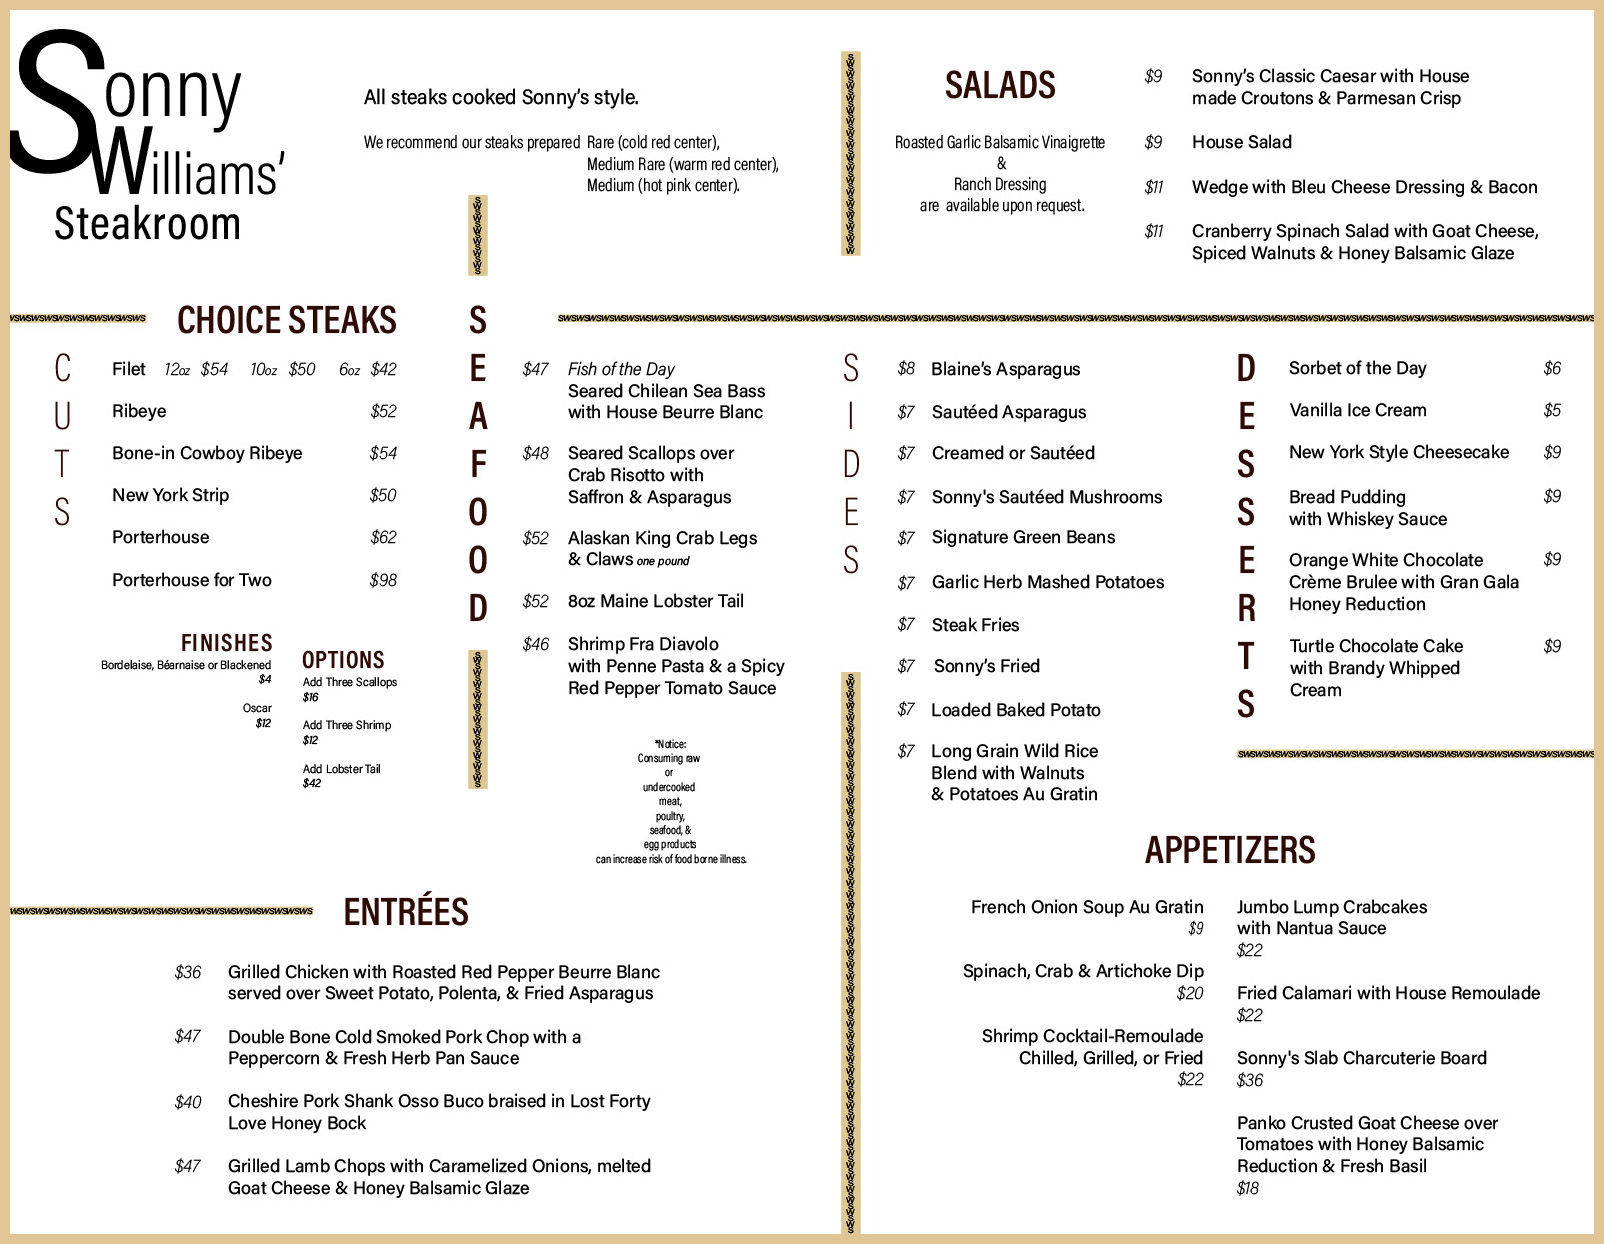 Sonny
Williams'
Steakroom
All steaks cooked Sonny's style.
We recommend our steaks prepared Rare (cold red center),
Medium Rare (warm red center),
Medium (hot pink center).
SALADS
Roasted Garlic Balsamic Vinaigrette
&
Ranch Dressing
are available upon request.
$9 Sonny's Classic Caesar with House
made Croutons & Parmesan Crisp
$9 House Salad
$11 Wedge with Bleu Cheese Dressing & Bacon
$11 Cranberry Spinach Salad with Goat Cheese,
Spiced Walnuts & Honey Balsamic Glaze
CHOICE STEAKS
CUTS
Filet 12oz $54 10oz $50 6oz $42
Ribeye $52
Bone-in Cowboy Ribeye $54
New York Strip $50
Porterhouse $62
Porterhouse for Two $98
FINISHES
Bordelaise, Béarnaise or Blackened
$4
Oscar
$12
OPTIONS
Add Three Scallops
$16
Add Three Shrimp
$12
Add Lobster Tail
$42
SEAFOOD
$47 Fish of the Day
Seared Chilean Sea Bass
with House Beurre Blanc
$48 Seared Scallops over
Crab Risotto with
Saffron & Asparagus
$52 Alaskan King Crab Legs
& Claws one pound
$52 8oz Maine Lobster Tail
$46 Shrimp Fra Diavolo
with Penne Pasta & a Spicy
Red Pepper Tomato Sauce
*Notice:
Consuming raw
or
undercooked
meat,
poultry,
seafood, &
egg products
can increase risk of food borne illness.
SIDES
$8 Blaine's Asparagus
$7 Sautéed Asparagus
$7 Creamed or Sautéed
$7 Sonny's Sautéed Mushrooms
$7 Signature Green Beans
$7 Garlic Herb Mashed Potatoes
$7 Steak Fries
$7 Sonny's Fried
$7 Loaded Baked Potato
$7 Long Grain Wild Rice
Blend with Walnuts
& Potatoes Au Gratin
DESSERTS
Sorbet of the Day $6
Vanilla Ice Cream $5
New York Style Cheesecake $9
Bread Pudding $9
with Whiskey Sauce
Orange White Chocolate $9
Crème Brulee with Gran Gala
Honey Reduction
Turtle Chocolate Cake $9
with Brandy Whipped
Cream
ENTRÉES
$36 Grilled Chicken with Roasted Red Pepper Beurre Blanc
served over Sweet Potato, Polenta, & Fried Asparagus
$47 Double Bone Cold Smoked Pork Chop with a
Peppercorn & Fresh Herb Pan Sauce
$40 Cheshire Pork Shank Osso Buco braised in Lost Forty
Love Honey Bock
$47 Grilled Lamb Chops with Caramelized Onions, melted
Goat Cheese & Honey Balsamic Glaze
APPETIZERS
French Onion Soup Au Gratin
$9
Spinach, Crab & Artichoke Dip
$20
Shrimp Cocktail-Remoulade
Chilled, Grilled, or Fried
$22
Jumbo Lump Crabcakes
with Nantua Sauce
$22
Fried Calamari with House Remoulade
$22
Sonny's Slab Charcuterie Board
$36
Panko Crusted Goat Cheese over
Tomatoes with Honey Balsamic
Reduction & Fresh Basil
$18